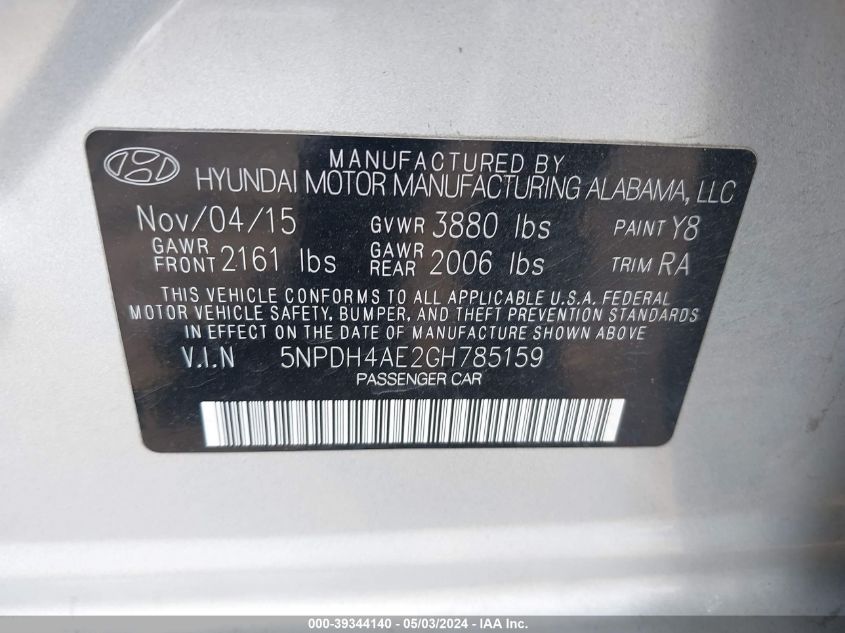 MANUFACTURED BY
HYUNDAI MOTOR MANUFACTURING ALABAMA, LLC
Nov/04/15 GVWR 3880 lbs PAINT Y8
GAWR FRONT 2161 lbs GAWR REAR 2006 lbs TRIM RA
THIS VEHICLE CONFORMS TO ALL APPLICABLE U.S.A. FEDERAL
MOTOR VEHICLE SAFETY, BUMPER, AND THEFT PREVENTION STANDARDS
IN EFFECT ON THE DATE OF MANUFACTURE SHOWN ABOVE
V.I.N 5NPDH4AE2GH785159
PASSENGER CAR
000-39344140 - 05/03/2024 - IAA Inc.